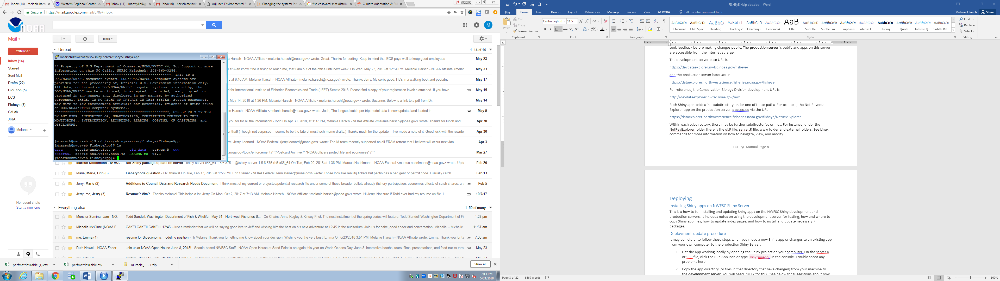 Inbox (14) - melanie.hars
Western Regional Center
Inbox (11) - mahwylie@g
Inbox (6) - harsch.melani
Adjunct, Environmental S
Changing the system: In
fish eastward shift distrib
Climate Adaptation & Bu
Melanie
Secure | https://mail.google.com/mail/u/0/#inbox
NOAA
M
Mail
More
COMPOSE
Inbox (14)
Starred
Sent Mail
Drafts (22)
BioEcon (5)
ECS
Fisheye (7)
GitLab
JIRA
Melanie
No recent chats
Start a new one
Unread
1–14 of 14
Harsch - NOAA Affiliate <melanie.harsch@noaa.gov> wrote: Great. Thanks for sorting. Keep in mind that ECS pays well to keep good employees May 23
Let Alan know if he is trying to reach me, that I am out of the office until next week. On Wed, May 23, 2018 at 12:54 PM, Melanie Harsch - NOAA Affiliate <melan May 23
8 at 6:16 AM, Melanie Harsch - NOAA Affiliate <melanie.harsch@noaa.gov> wrote: Thanks Jerry. My son's good. He's in a walking boot and pediatric May 17
d for International Institute of Fisheries Economics and Trade (IIFET) Seattle 2018. Please find a copy of your registration invoice attached. If you have May 15
, May 14, 2018 at 1:26 PM, Melanie Harsch - NOAA Affiliate <melanie.harsch@noaa.gov> wrote: Suzanne, Below is a link to a pdf from Dr. May 14
ie Harsch - NOAA Affiliate <melanie.harsch@noaa.gov> wrote: Josh, The Lingcod catch per trip model data is now updated and loaded in May 9
you for for all the information! -Todd On Apr 30, 2018, at 1:37 PM, Melanie Harsch - NOAA Affiliate <melanie.harsch@noaa.gov> wrote: Thanks for lunch and Apr 30
ar that! (Though not surprised -- seems to be the fate of most tech memo drafts.) Thanks much for the update -- I've made a note of it. Good luck with the rewrite! Apr 30
PM, Jerry Leonard - NOAA Federal <jerry.leonard@noaa.gov> wrote: The M-team recently supported an all FRAM retreat that I believe will occur next Jan Apr 3
.noaa.gov/topic/enforcement /* */Postcard Archive /* *NOAA officers protect life and economies* /* * Mar 27
Marcus Nedelmann - NOAA . Re: Shiny package update on server - shiny-server.x86_64 1.5.6.875-1 @/shiny-server-1.5.6.875-rh5-x86_64 On Tue, Feb 20, 2018 at 1:36 PM, Marcus Nedelmann - NOAA Federal <marcus.nedelmann@noaa.gov> wrote: Upda Feb 20
Marie, Marie, Erin (6) Fisherycode question - Ok, thanks! On Tue, Feb 13, 2018 at 1:55 PM, Erin Steiner - NOAA Federal <erin.steiner@noaa.gov> wrote: Those look like real ifq tickets but pacfin has a bad gear or permit code. I usually catch Feb 13
Jerry, Marie (2) Additions to Council Data and Research Needs Document - I think most of my current or projected/potential research fits under some of these broader bullets already (fishery participation, economics effects of catch shares, ana Feb 5
Jerry, me, Jerry (3) Resume? Vita? - Thanks Melanie! This helps a lot! Jerry On Mon, Oct 2, 2017 at 7:13 AM, Melanie Harsch - NOAA Affiliate <melanie.harsch@noaa.gov> wrote: Hi Jerry, Not sure if Todd ever had my resume on file. I 10/2/17
Everything else
1–50 of many
Monster Seminar Jam - NO. Todd Sandell, Washington Department of Fish & Wildlife - May 31 - Northwest Fisheries S... - Co-Chairs: Anna Kagley & Kinsey Frick The next installment of the spring series will feature: Todd Sandell Washington Department of Fi 1:25 pm
Michelle McClure (NOAA F. CAKE! CAKE!! CAKE!!!! 12:45 - Just a reminder that we will be saying good bye to Jeff and wishing him the best on his next adventure at 12:45 in the auditorium! Join us for cake, good cheer and conversation! Michelle -- Michelle 11:57 am
me, Emma (4) resume for Bioeconomic modeling position - Hi Melanie Thank you for letting me know about your decision. Wishing you the very best! Emma On 5/23/2018 3:51 PM, Melanie Harsch - NOAA Affiliate wrote: Emma, Thank you for ta 7:36 am
Ruth Howell - NOAA Feder. Join us at NOAA Open House June 8, 2018! - Seattle-based NWFSC Staff - NOAA Open House at Sand Point is on again this year on World Oceans Day, June 8. Interactive booths, tours, films, presentations, and food trucks throu May 23
mharsch@nwcrweb:/srv/shiny-server/fisheye/FisheyeApp
** Property of U.S.Department of Commerce/NOAA/NWFSC **, For Support or more
information on this PC Call:, NWFSC Helpdesk: 206-860-3256,
*********************************************************, This is a
DOC/NOAA/NWFSC computer system. DOC/NOAA/NWFSC, computer systems are
provided for the processing of, Official U.S. Government information only.
All data, contained on DOC/NOAA/NWFSC computer systems is owned by, the
DOC/NOAA/NWFSC may be monitored, intercepted,, recorded, read, copied, or
captured in any manner and, disclosed in any manner, by authorized
personnel. THERE, IS NO RIGHT OF PRIVACY IN THIS SYSTEM. System personnel,
may give to law enforcement officials any potential, evidence of crime found
on DOC/NOAA/NWFSC computer systems.,
*********************************************************, USE OF THIS SYSTEM
BY ANY USER, AUTHORIZED OR, UNAUTHORIZED, CONSTITUTES CONSENT TO THIS
MONITORING,, INTERCEPTION, RECORDING, READING, COPYING, OR CAPTURING, and
DISCLOSURE.
[mharsch@nwcrweb ~]$ cd /srv/shiny-server/fisheye/FisheyeApp
[mharsch@nwcrweb FisheyeApp]$ ls
data google-analytics.js old data server.R www
external google-analytics.noaa.js README.md ui.R
[mharsch@nwcrweb FisheyeApp]$
perfmetricsTable (1).csv
perfmetricsTable.csv
ROracle_1.3-1.zip
Show all
2:13 PM
5/24/2018
FISHEyE Help doc.docx - Word
File Home Insert Design Layout References Mailings Review View ACROBAT Tell me what you want to do...
Melanie.Harsch Share
Paste
Cut
Copy
Format Painter
Clipboard
Calibri Light (H 11.5
Font
Paragraph
¶ Normal ¶ No Spac... Heading 1 Heading 2 Heading 3 Heading 4 Title Subtitle Subtle Em... Emphasis Intense E... Strong Quote Intense Q... Subtle Ref...
Styles
Find
Replace
Select
Editing
seek feedback before making changes public. The production server is public and apps on this server
are accessible from the Internet at large.
The development server base URL is
https://devdataexplorer.nwfsc.noaa.gov/fisheye/
and the production server base URL is
https://dataexplorer.northwestscience.fisheries.noaa.gov/fisheye
For reference, the Conservation Biology Division development URL is
http://devdataexplorer.nwfsc.noaa.gov/nwc.
Each Shiny app resides in a subdirectory under one of these paths. For example, the Net Revenue
Explorer app on the production server is accessed via the URL
https://dataexplorer.northwestscience.fisheries.noaa.gov/fisheye/NetRevExplorer
Within each subdirectory, there may be further subdirectories or files. For instance, under the
NetRevExplorer folder there is the ui.R file, server.R file, www folder and external folders. See Linux
commands for more information on how to navigate, view, and modify.
FISHEyE Manual Page 8
Deploying
Installing Shiny apps on NWFSC Shiny Servers
This is a how to for installing and updating Shiny apps on the NWFSC Shiny development and
production servers. It includes notes on using the development server for testing, how and where to
copy Shiny app files, how to update index pages, and how to install and update necessary R
packages.
Deployment-update procedure
It may be helpful to follow these steps when you move a new Shiny app or changes to an existing app
from your own computer to the production Shiny Server.
1. Get the app working locally by opening the Shiny project on your computer. On the server.R
or ui.R file, click the Run App icon or type Shiny::runApp() in the console. Trouble shoot any
problems here.
2. Copy the app directory (or files in that directory that have changed) from your machine to
the development server. You will need PuTTY for this. (See below for suggestions about how
Page 8 of 22 6569 words
100%